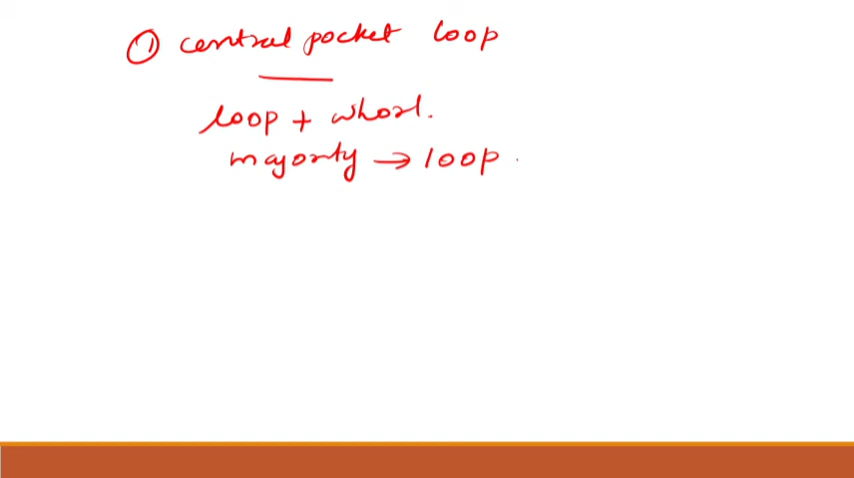 ① central pocket loop
loop + whorl.
majority → loop.